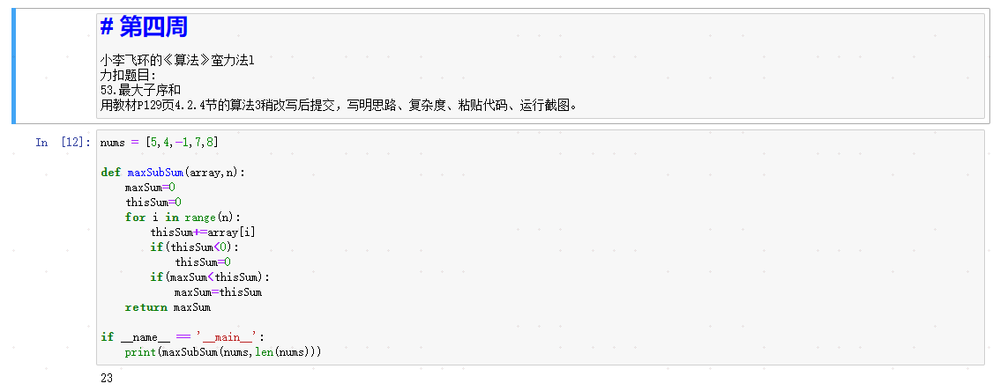 # 第四周
小李飞环的《算法》蛮力法1
力扣题目:
53.最大子序和
用教材P129页4.2.4节的算法3稍改写后提交，写明思路、复杂度、粘贴代码、运行截图。
In [12]:
nums = [5,4,-1,7,8]
def maxSubSum(array,n):
    maxSum=0
    thisSum=0
    for i in range(n):
        thisSum+=array[i]
        if(thisSum<0):
            thisSum=0
        if(maxSum<thisSum):
            maxSum=thisSum
    return maxSum
if __name__ == '__main__':
    print(maxSubSum(nums,len(nums)))
23